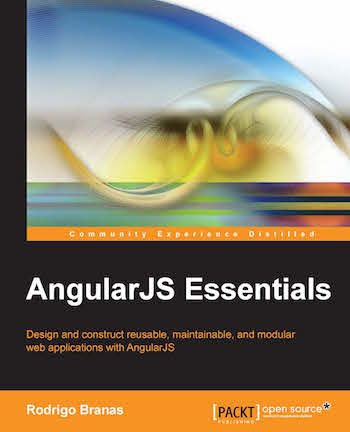 Community Experience Distilled
AngularJS Essentials
Design and construct reusable, maintainable, and modular
web applications with AngularJS
Rodrigo Branas
[PACKT] open source*
PUBLISHING